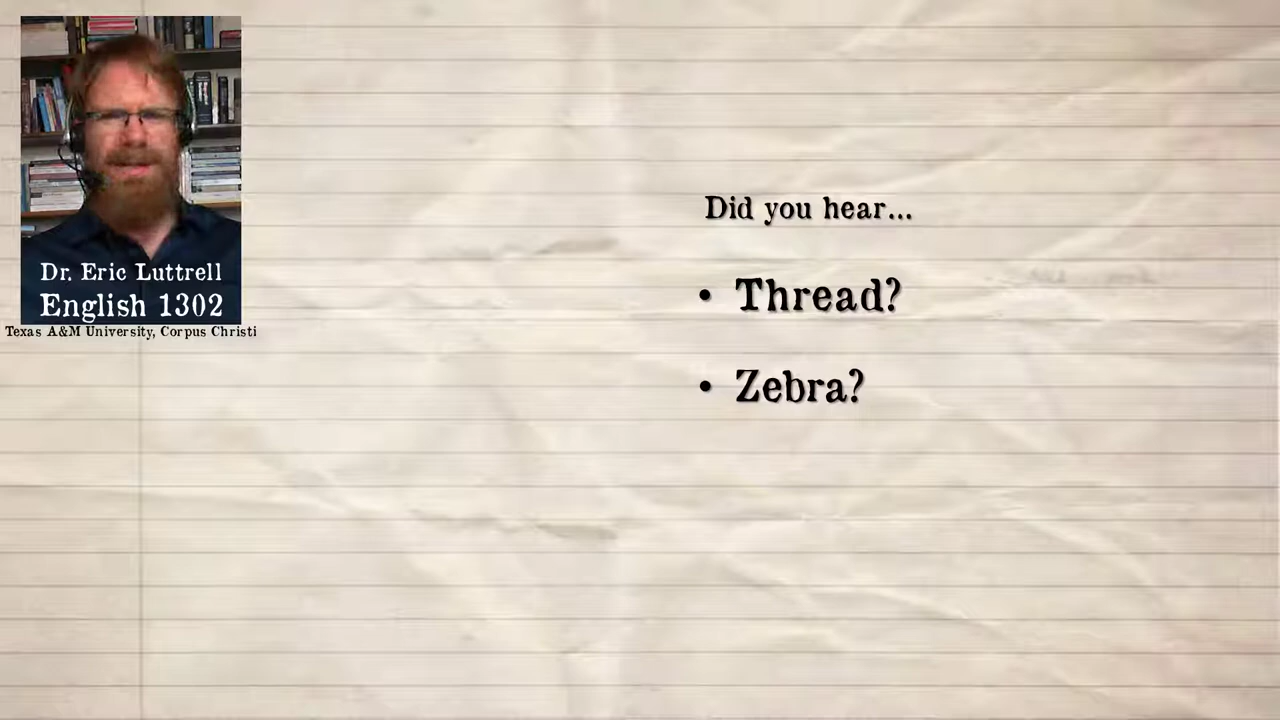 Dr. Eric Luttrell
English 1302
Texas A&M University, Corpus Christi
Did you hear...
• Thread?
• Zebra?